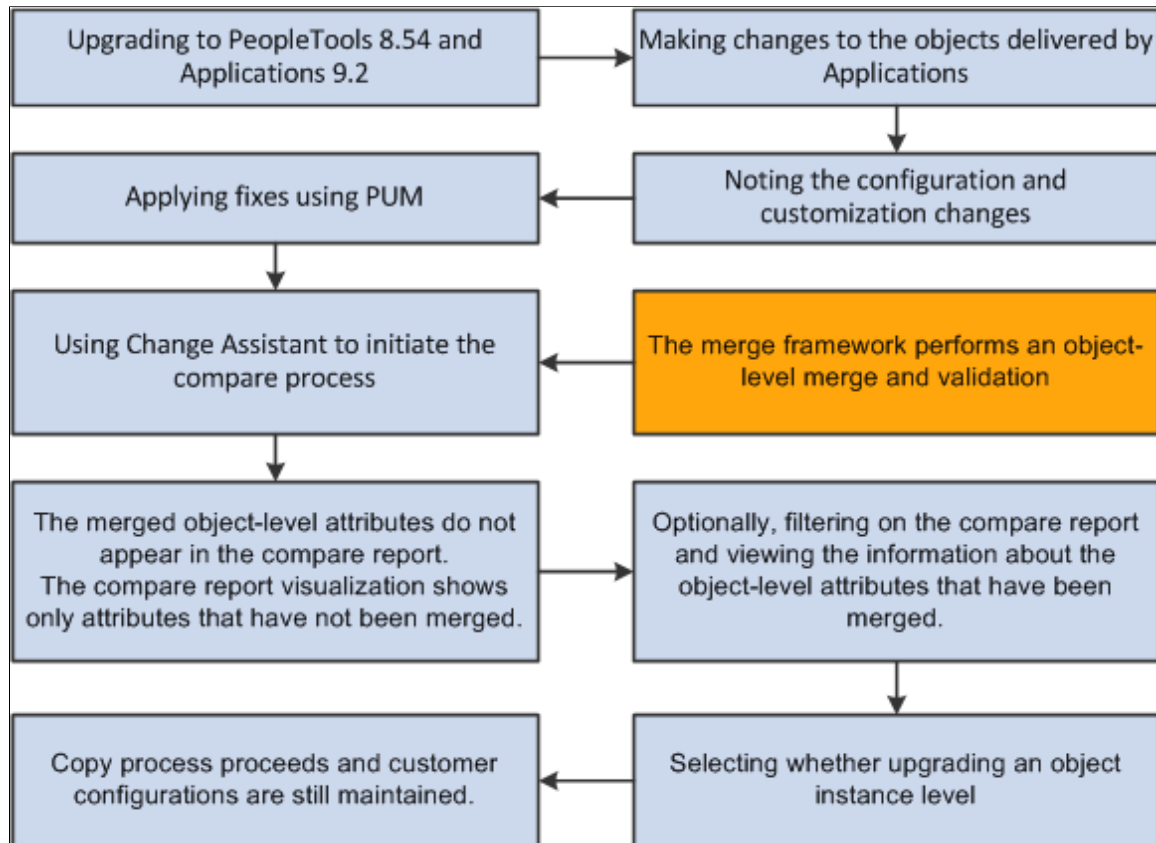 Upgrading to PeopleTools 8.54 and
Applications 9.2
Making changes to the objects delivered by
Applications
Noting the configuration and
customization changes
Applying fixes using PUM
Using Change Assistant to initiate the
compare process
The merge framework performs an object-
level merge and validation
The merged object-level attributes do not
appear in the compare report.
The compare report visualization shows
only attributes that have not been merged.
Optionally, filtering on the compare report
and viewing the information about the
object-level attributes that have been
merged.
Selecting whether upgrading an object
instance level
Copy process proceeds and customer
configurations are still maintained.